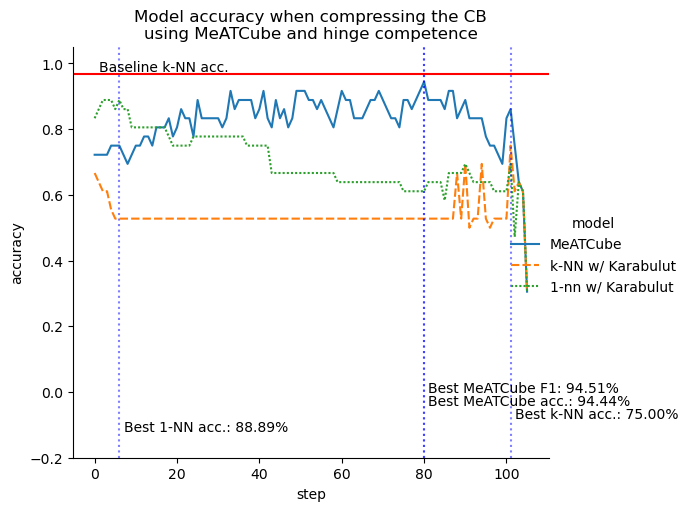 Model accuracy when compressing the CB
using MeATCube and hinge competence
Baseline k-NN acc.
1.0
0.8
0.6
0.4
0.2
0.0
−0.2
accuracy
model
MeATCube
k-NN w/ Karabulut
1-nn w/ Karabulut
Best MeATCube F1: 94.51%
Best MeATCube acc.: 94.44%
Best k-NN acc.: 75.00%
Best 1-NN acc.: 88.89%
0 20 40 60 80 100
step